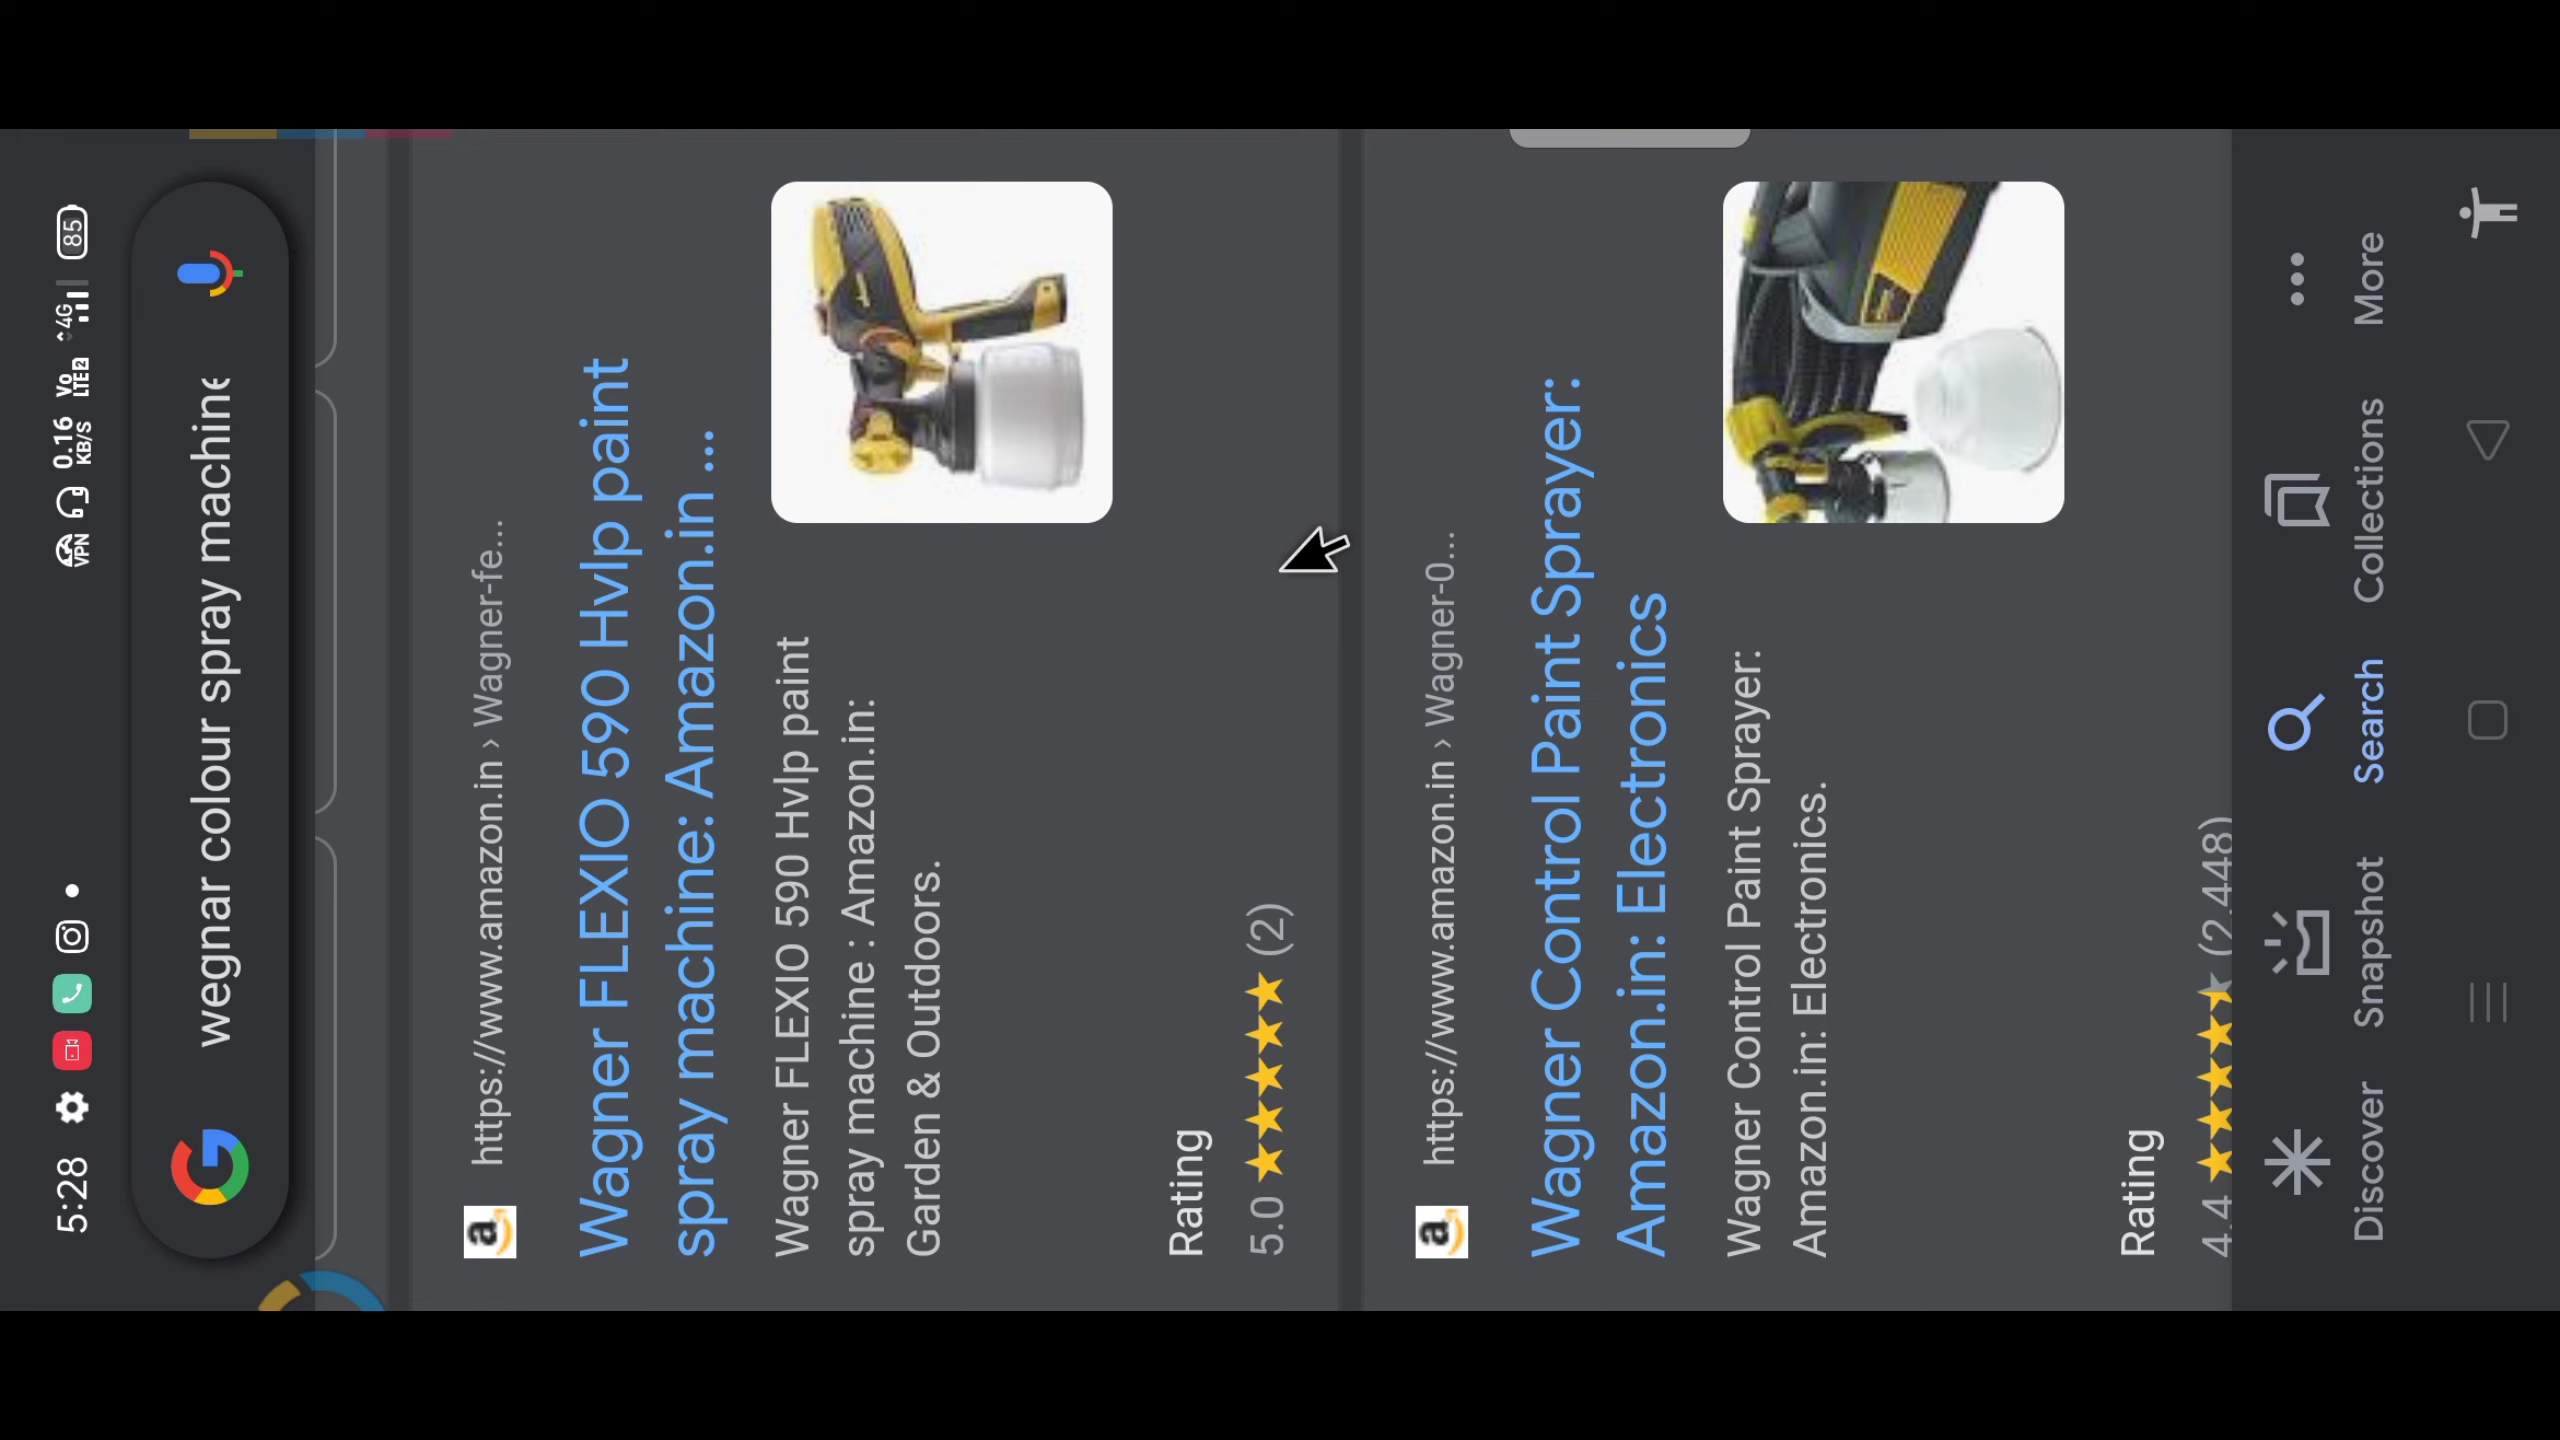 5:28
VPN
0.16
KB/S
Vo
LTE2
4G
85
wegnar colour spray machine
https://www.amazon.in › Wagner-fe...
Wagner FLEXIO 590 Hvlp paint
spray machine: Amazon.in ...
Wagner FLEXIO 590 Hvlp paint
spray machine : Amazon.in:
Garden & Outdoors.
Rating
5.0 ★★★★★ (2)
https://www.amazon.in › Wagner-0...
Wagner Control Paint Sprayer:
Amazon.in: Electronics
Wagner Control Paint Sprayer:
Amazon.in: Electronics.
Rating
4.4 ★★★★★ (2,448)
Discover
Snapshot
Search
Collections
More